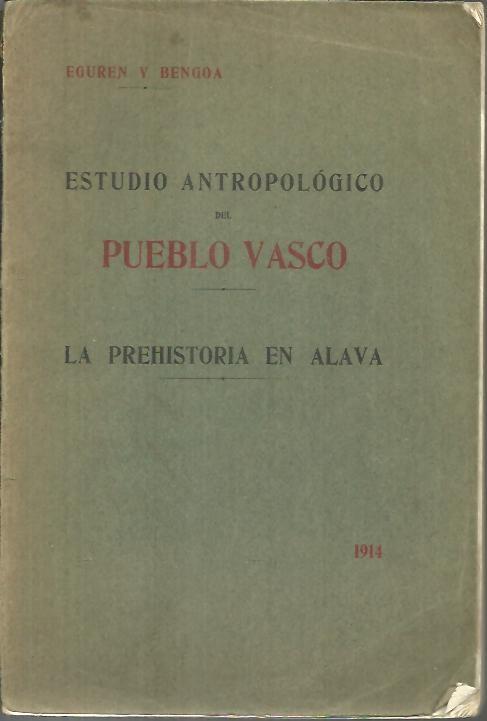 EGUREN Y BENGOA
ESTUDIO ANTROPOLÓGICO
DEL
PUEBLO VASCO
LA PREHISTORIA EN ALAVA
1914